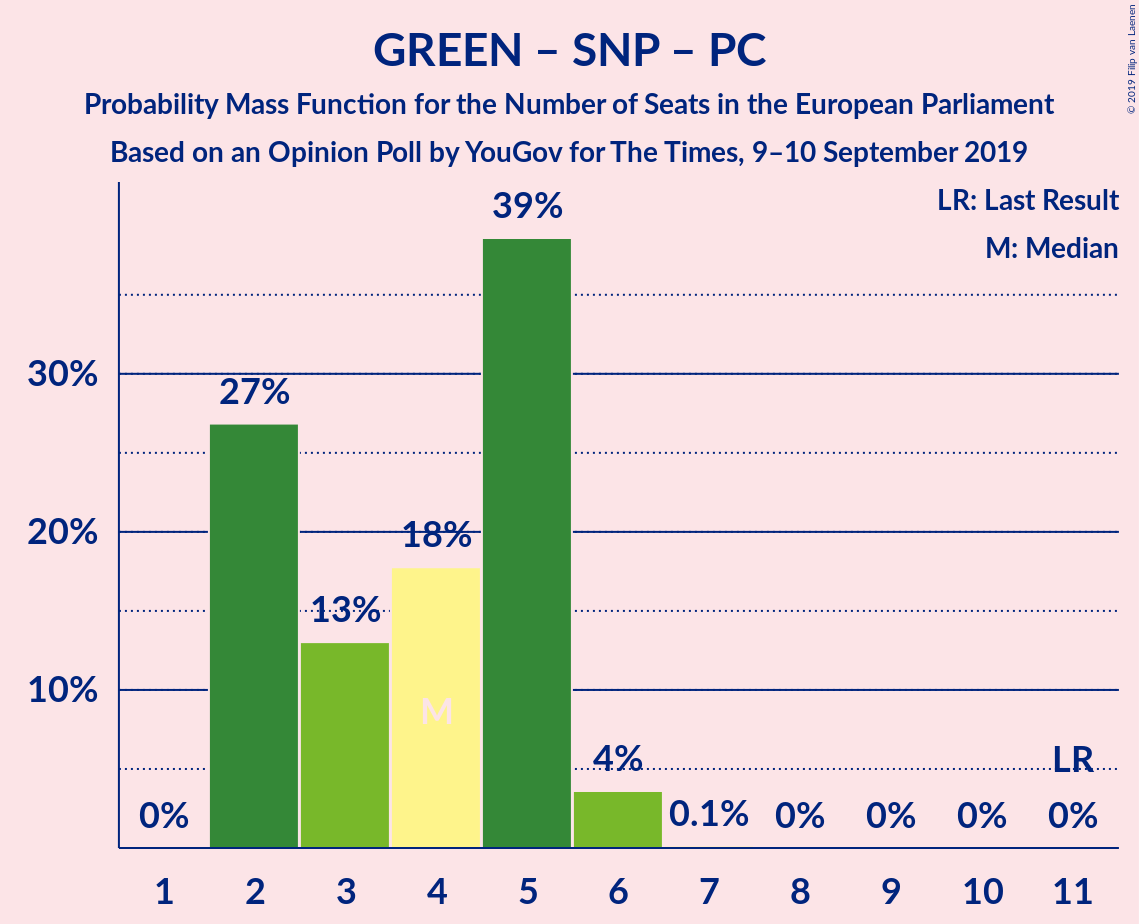 GREEN – SNP – PC
Probability Mass Function for the Number of Seats in the European Parliament
Based on an Opinion Poll by YouGov for The Times, 9–10 September 2019
© 2019 Filip van Laenen
LR: Last Result
M: Median
39%
30%
27%
20%
18%
13%
10%
M
4%
LR
0%
0.1%
0%
0%
0%
0%
1 2 3 4 5 6 7 8 9 10 11